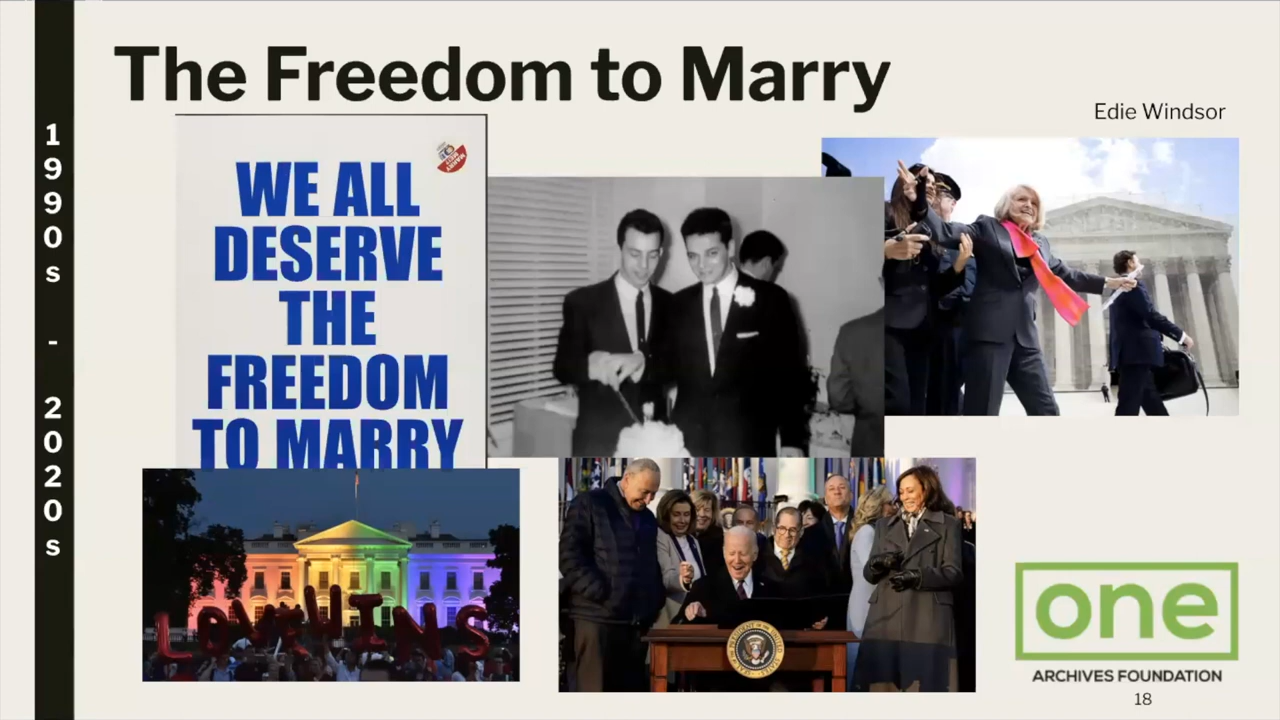 The Freedom to Marry
Edie Windsor
1990s - 2020s
WE ALL
DESERVE
THE
FREEDOM
TO MARRY
LOVE WINS
one
ARCHIVES FOUNDATION
18